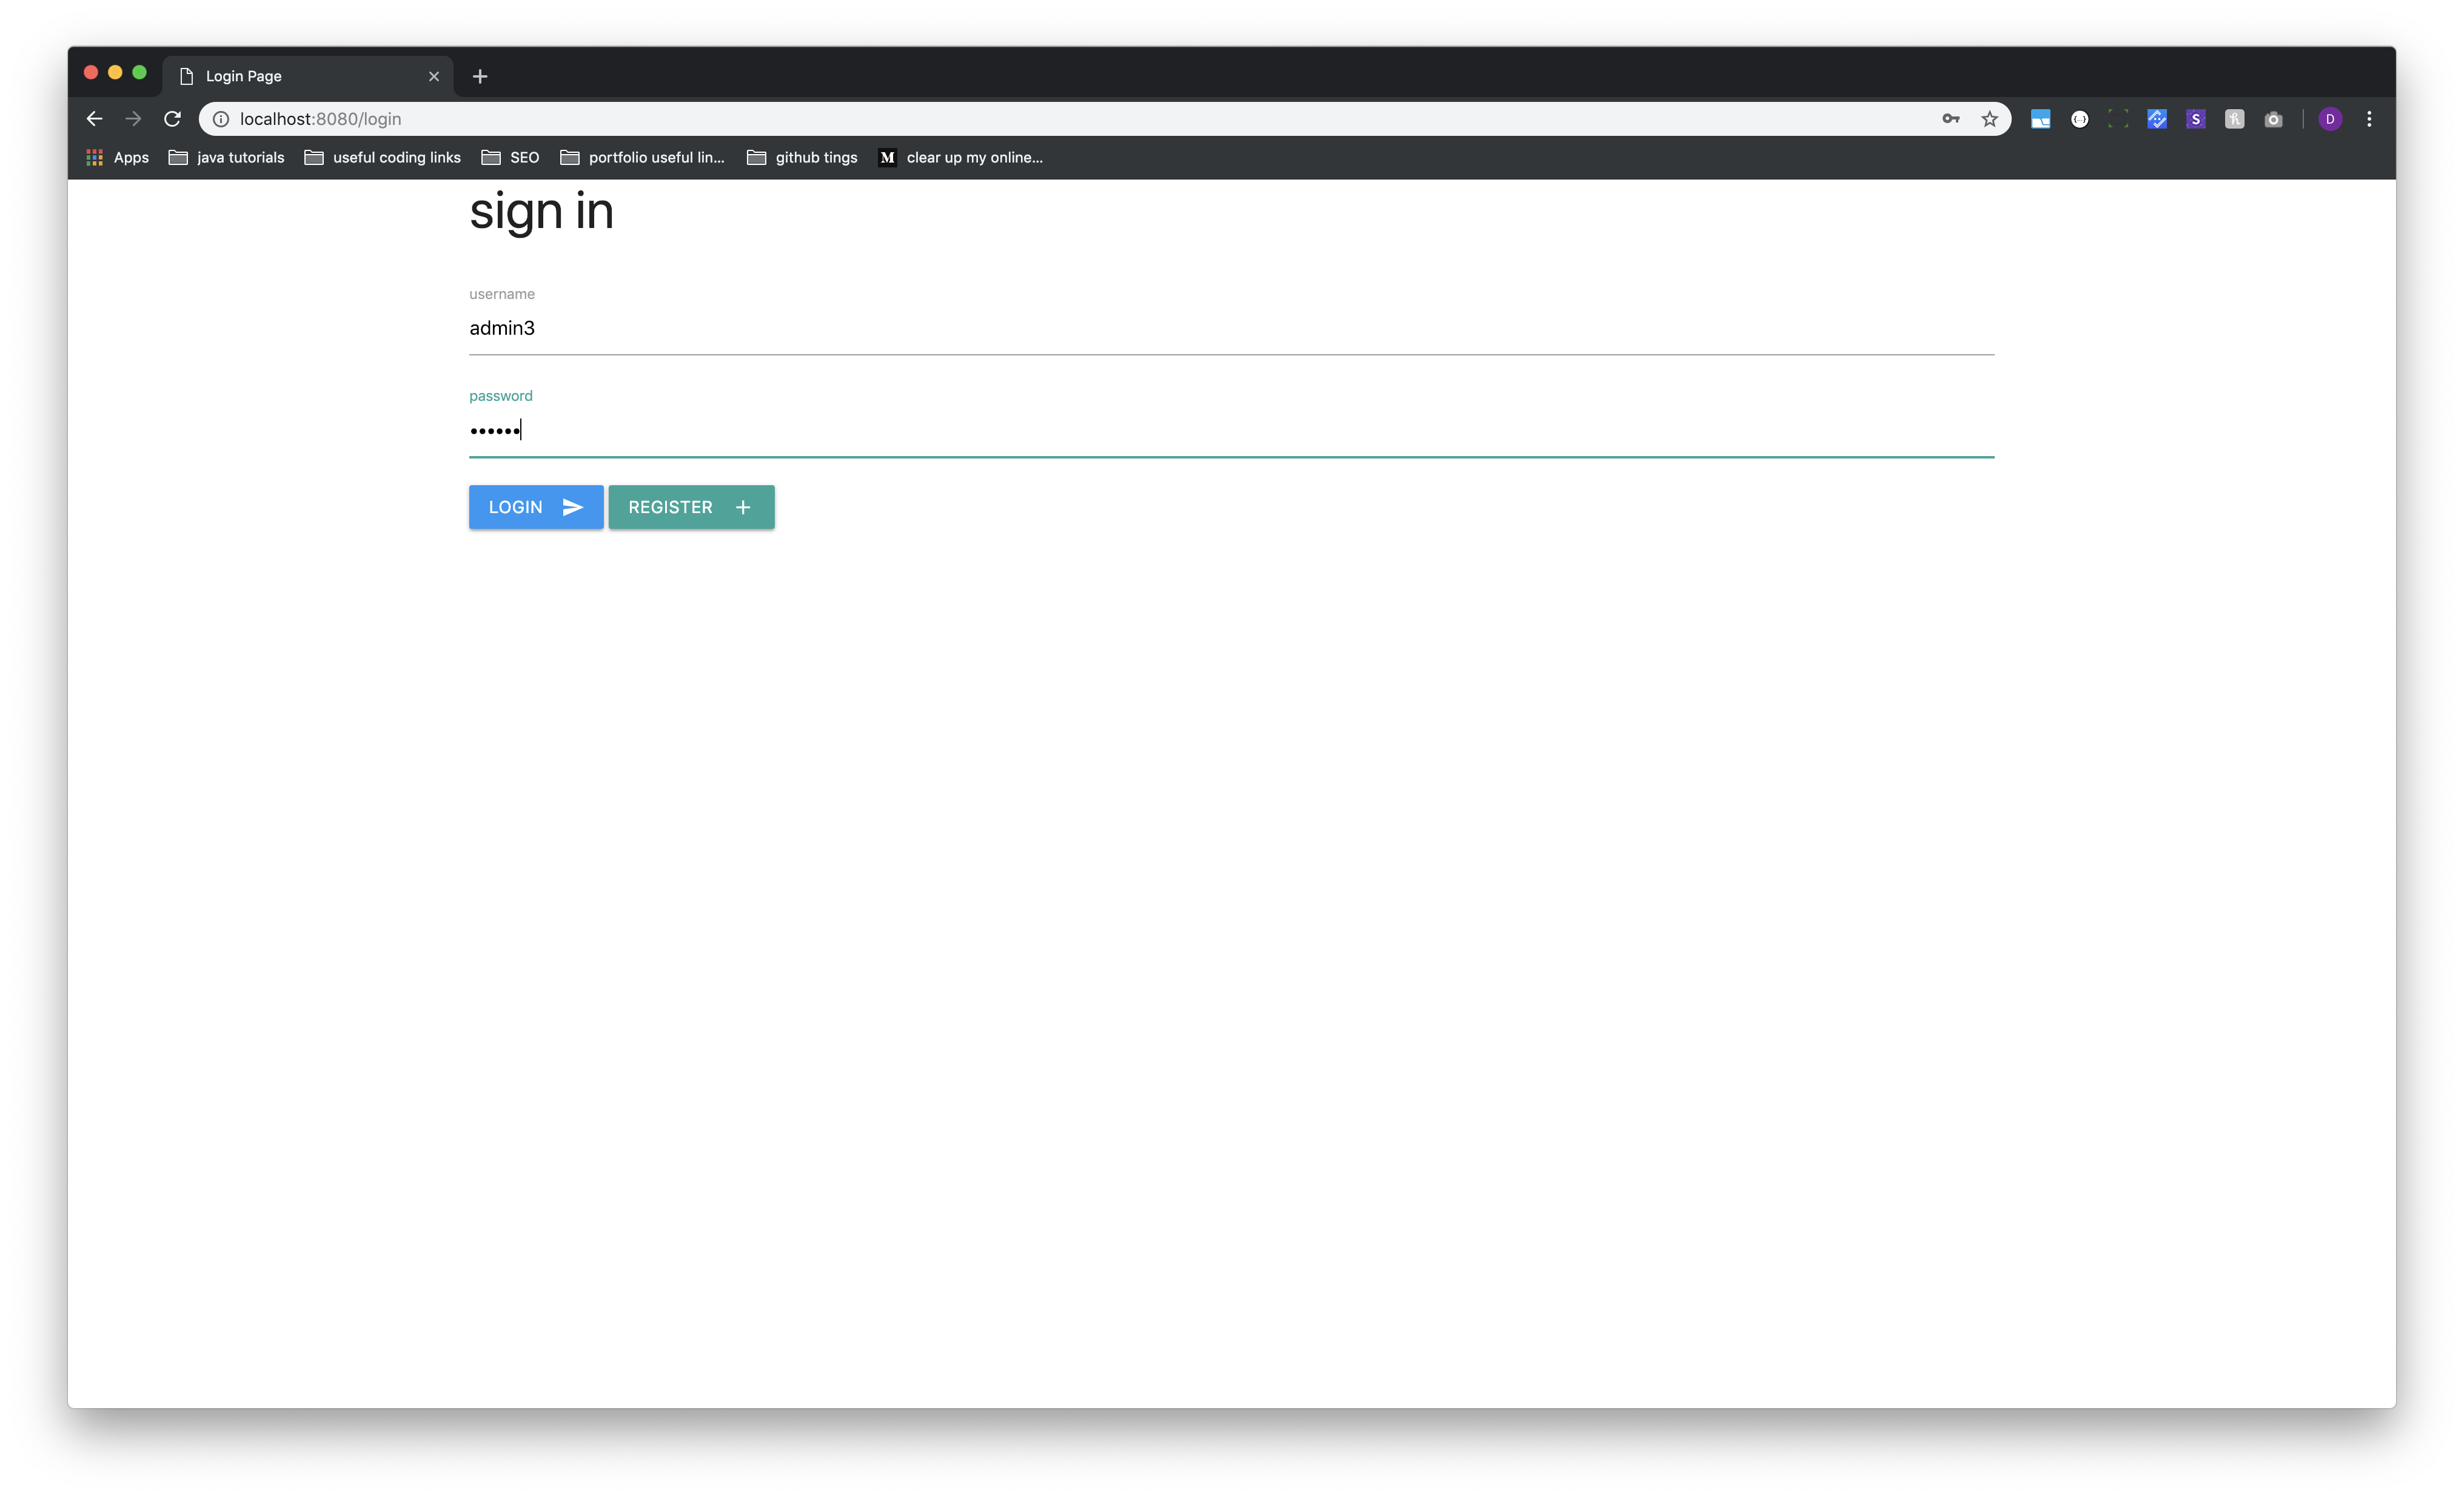 Login Page
localhost:8080/login
D
Apps java tutorials useful coding links SEO portfolio useful lin... github tings M clear up my online...
sign in
username
admin3
password
••••••
LOGIN REGISTER